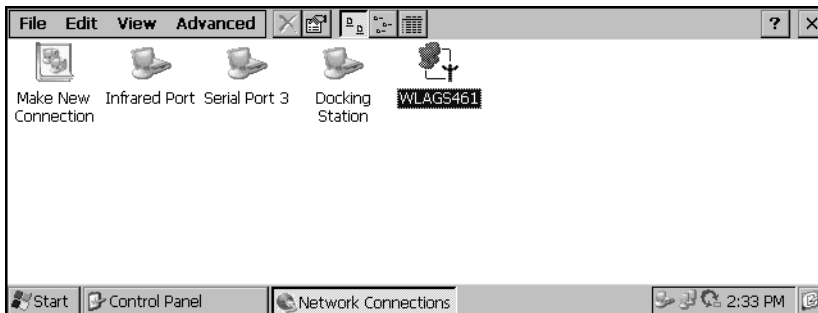 File Edit View Advanced ?
Make New Connection
Infrared Port
Serial Port 3
Docking Station
WLAGS461
Start Control Panel Network Connections 2:33 PM